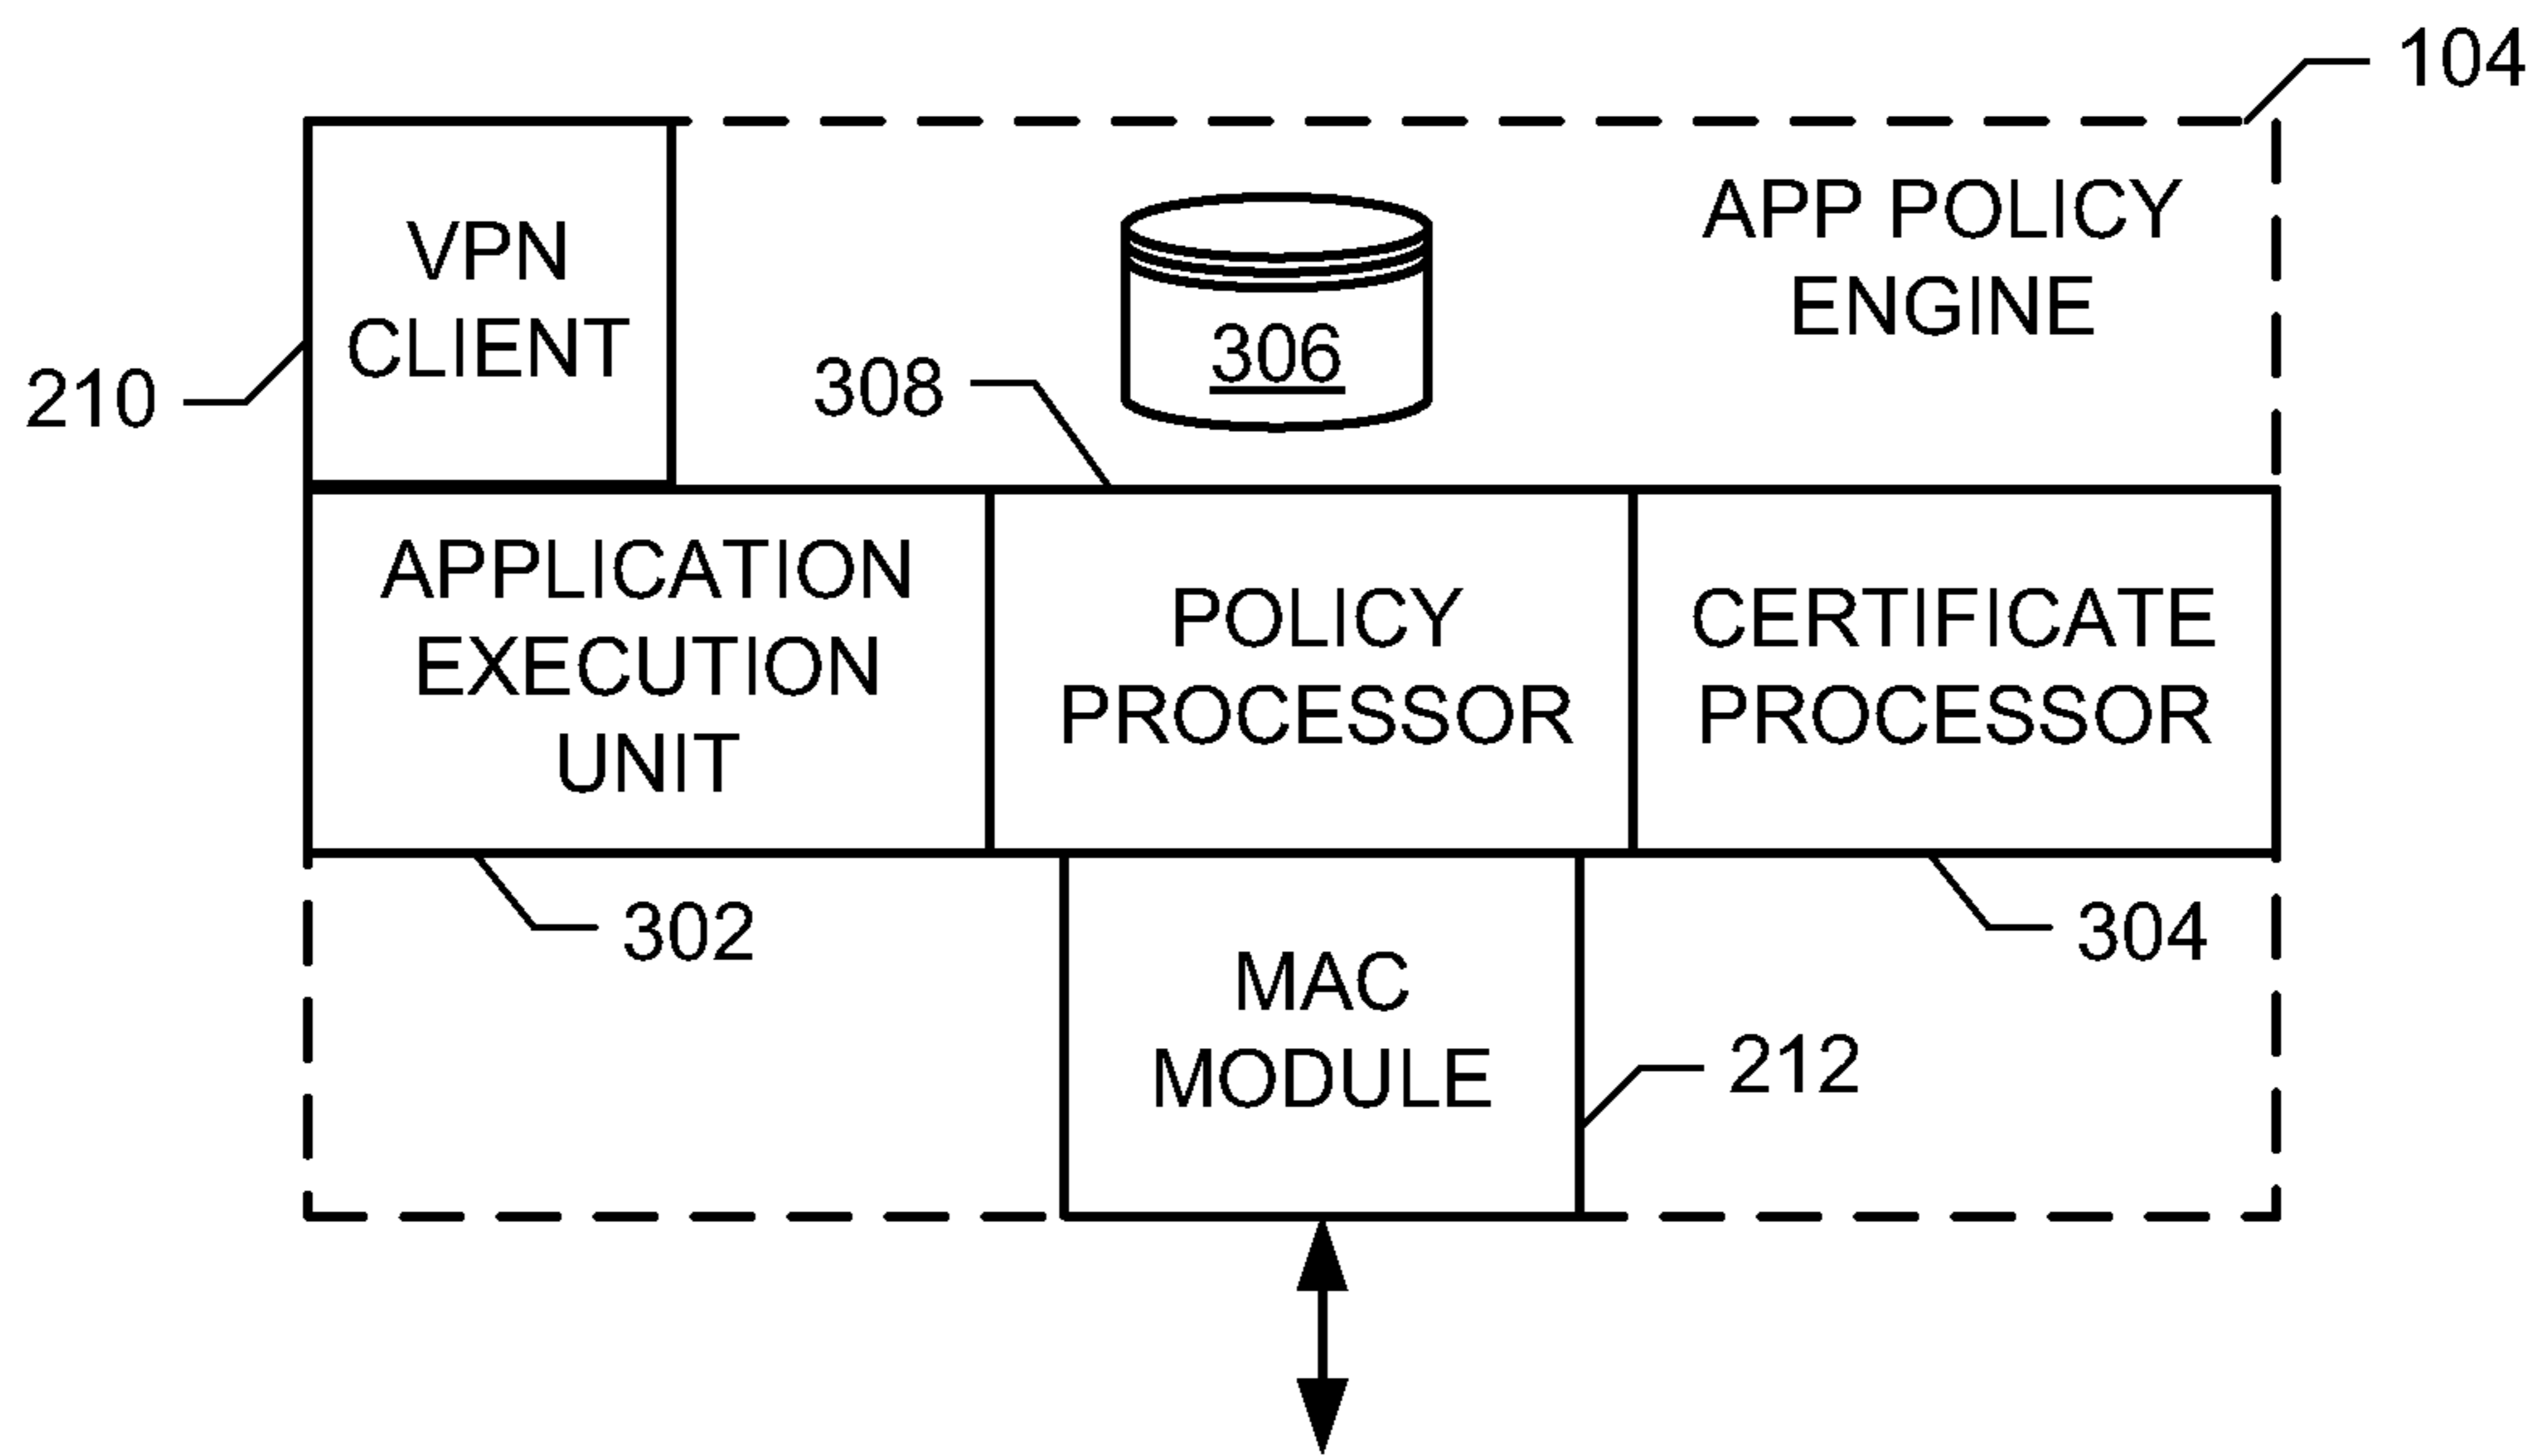 104
VPN
CLIENT
210
306
APP POLICY
ENGINE
308
APPLICATION
EXECUTION
UNIT
302
POLICY
PROCESSOR
CERTIFICATE
PROCESSOR
304
MAC
MODULE
212